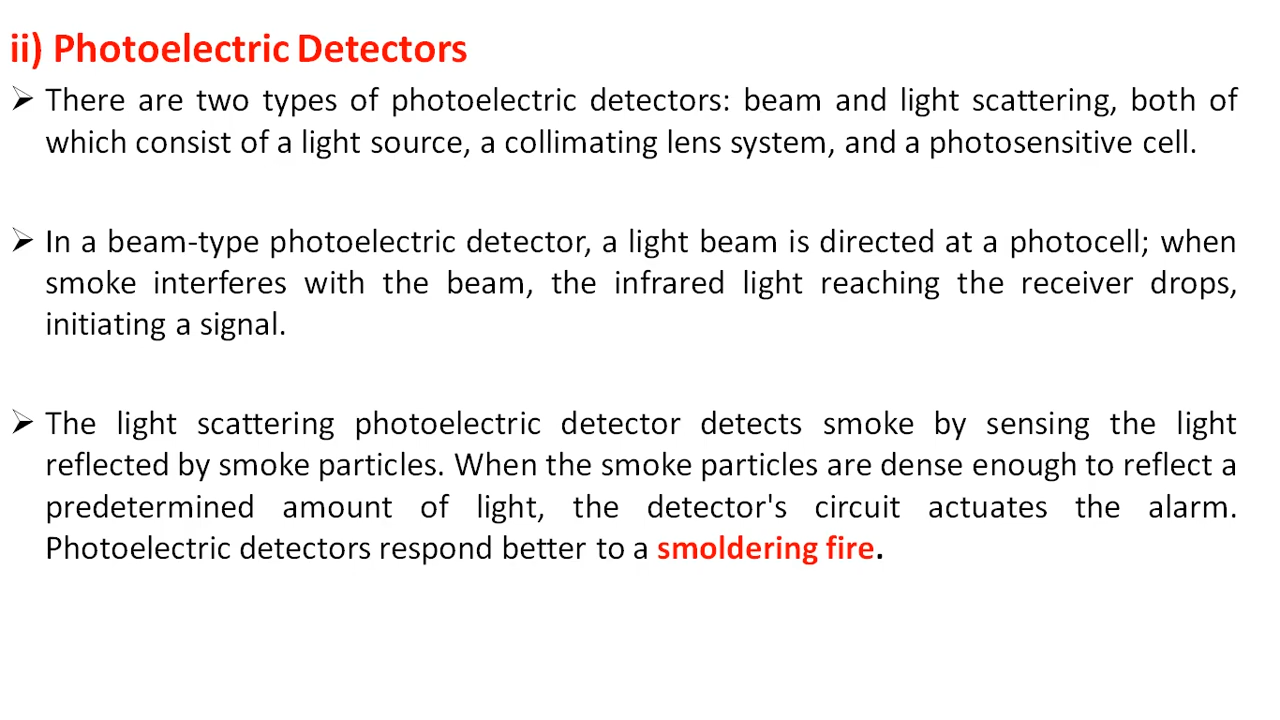 ii) Photoelectric Detectors
➢ There are two types of photoelectric detectors: beam and light scattering, both of
which consist of a light source, a collimating lens system, and a photosensitive cell.
➢ In a beam-type photoelectric detector, a light beam is directed at a photocell; when
smoke interferes with the beam, the infrared light reaching the receiver drops,
initiating a signal.
➢ The light scattering photoelectric detector detects smoke by sensing the light
reflected by smoke particles. When the smoke particles are dense enough to reflect a
predetermined amount of light, the detector's circuit actuates the alarm.
Photoelectric detectors respond better to a smoldering fire.